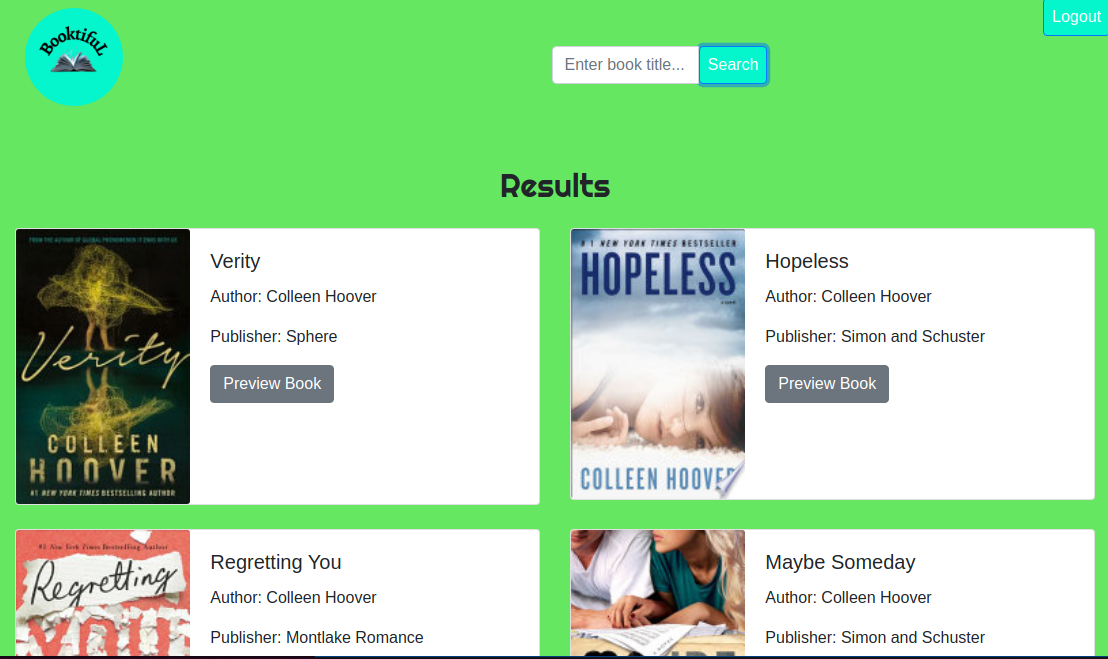 Logout
BooktifuL
Enter book title...
Search
Results
FROM THE AUTHOR OF GLOBAL PHENOMENON IT ENDS WITH US
Verity
COLLEEN
HOOVER
#1 NEW YORK TIMES BESTSELLING AUTHOR
Verity
Author: Colleen Hoover
Publisher: Sphere
Preview Book
#1 NEW YORK TIMES BESTSELLER
HOPELESS
a novel
COLLEEN HOOVER
Hopeless
Author: Colleen Hoover
Publisher: Simon and Schuster
Preview Book
#1 New York Times Bestselling Author
Regretting
YOU
Regretting You
Author: Colleen Hoover
Publisher: Montlake Romance
Maybe Someday
Author: Colleen Hoover
Publisher: Simon and Schuster